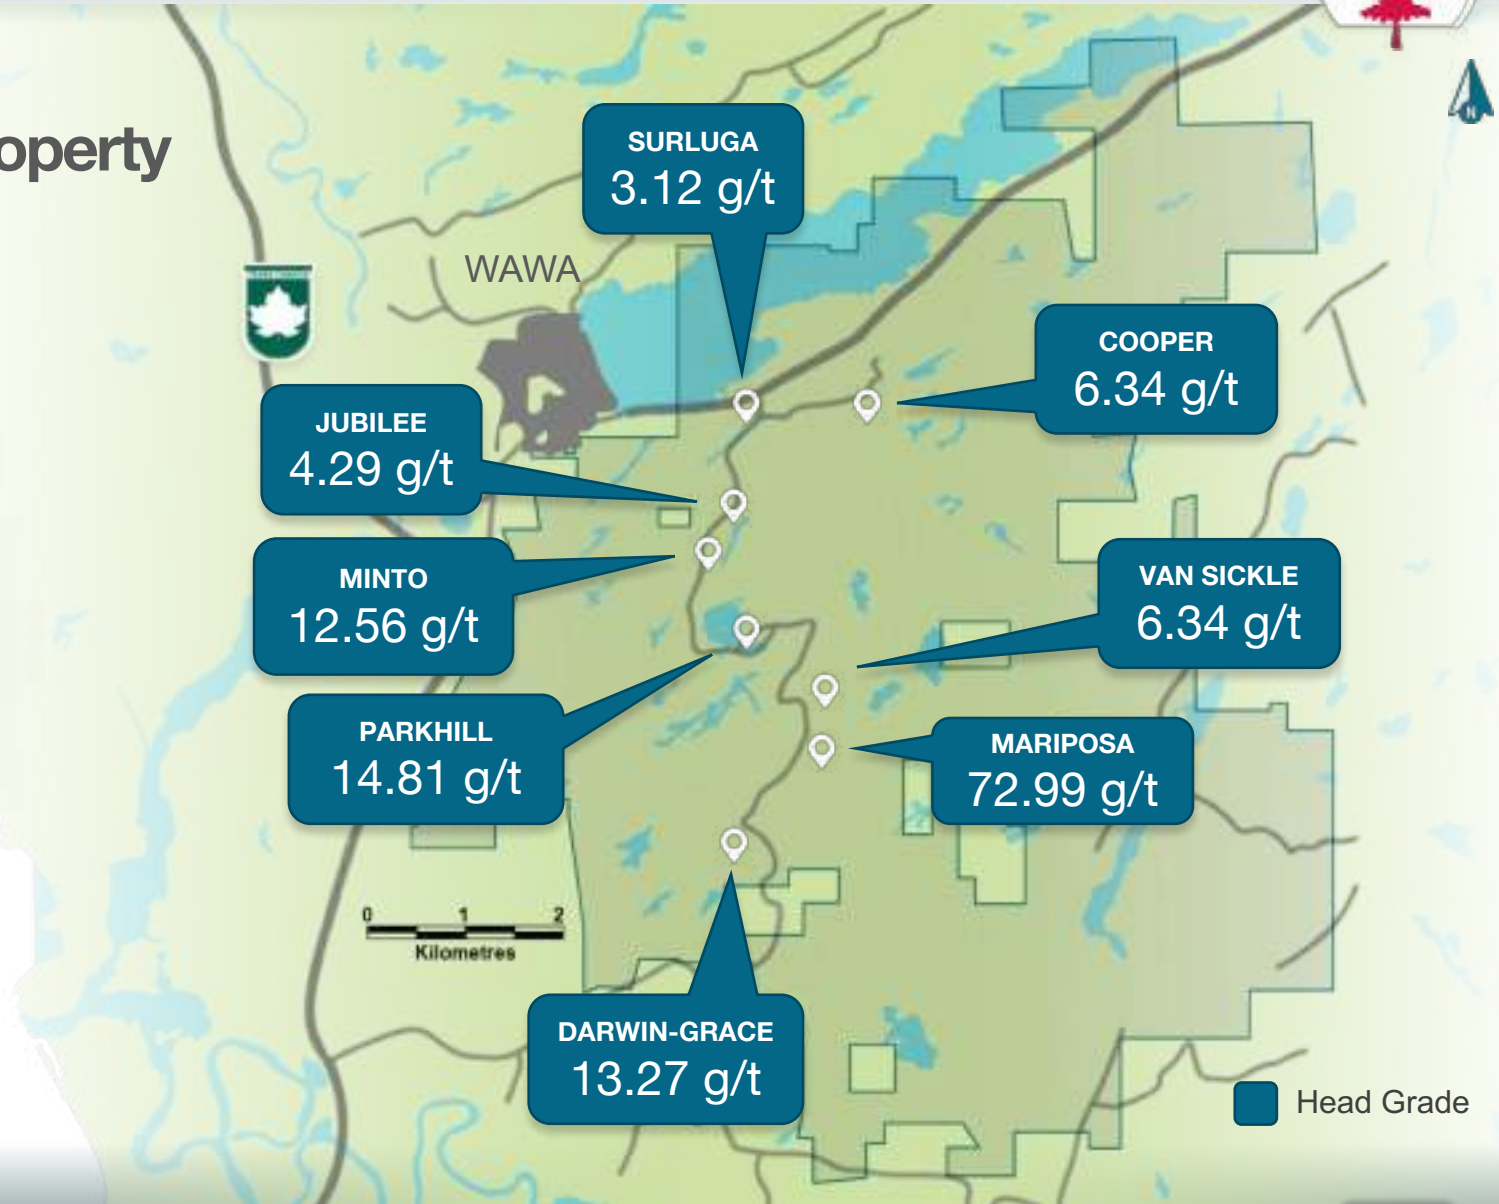 operty
SURLUGA
3.12 g/t
WAWA
COOPER
6.34 g/t
JUBILEE
4.29 g/t
MINTO
12.56 g/t
VAN SICKLE
6.34 g/t
PARKHILL
14.81 g/t
MARIPOSA
72.99 g/t
0 1 2
Kilometres
DARWIN-GRACE
13.27 g/t
Head Grade
N